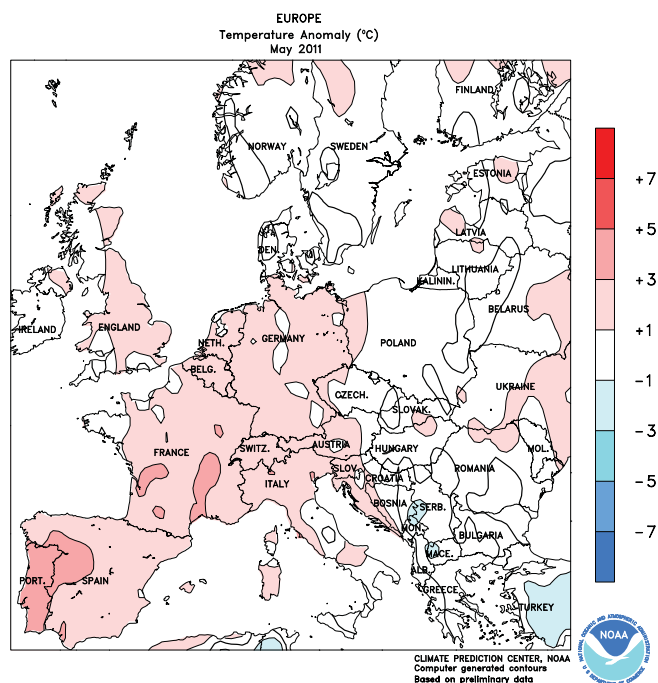 EUROPE
Temperature Anomaly (°C)
May 2011
FINLAND
NORWAY
SWEDEN
ESTONIA
DEN.
LATVIA
LITHUANIA
KALININ.
IRELAND
ENGLAND
NETH.
GERMANY
POLAND
BELARUS
BELG.
CZECH.
UKRAINE
SLOVAK.
FRANCE
SWITZ.
AUSTRIA
HUNGARY
MOL.
ITALY
SLOV.
CROATIA
ROMANIA
BOSNIA
SERB.
MON.
BULGARIA
MACE.
PORT.
SPAIN
ALB.
GREECE
TURKEY
+7
+5
+3
+1
-1
-3
-5
-7
NOAA
CLIMATE PREDICTION CENTER, NOAA
Computer generated contours
Based on preliminary data